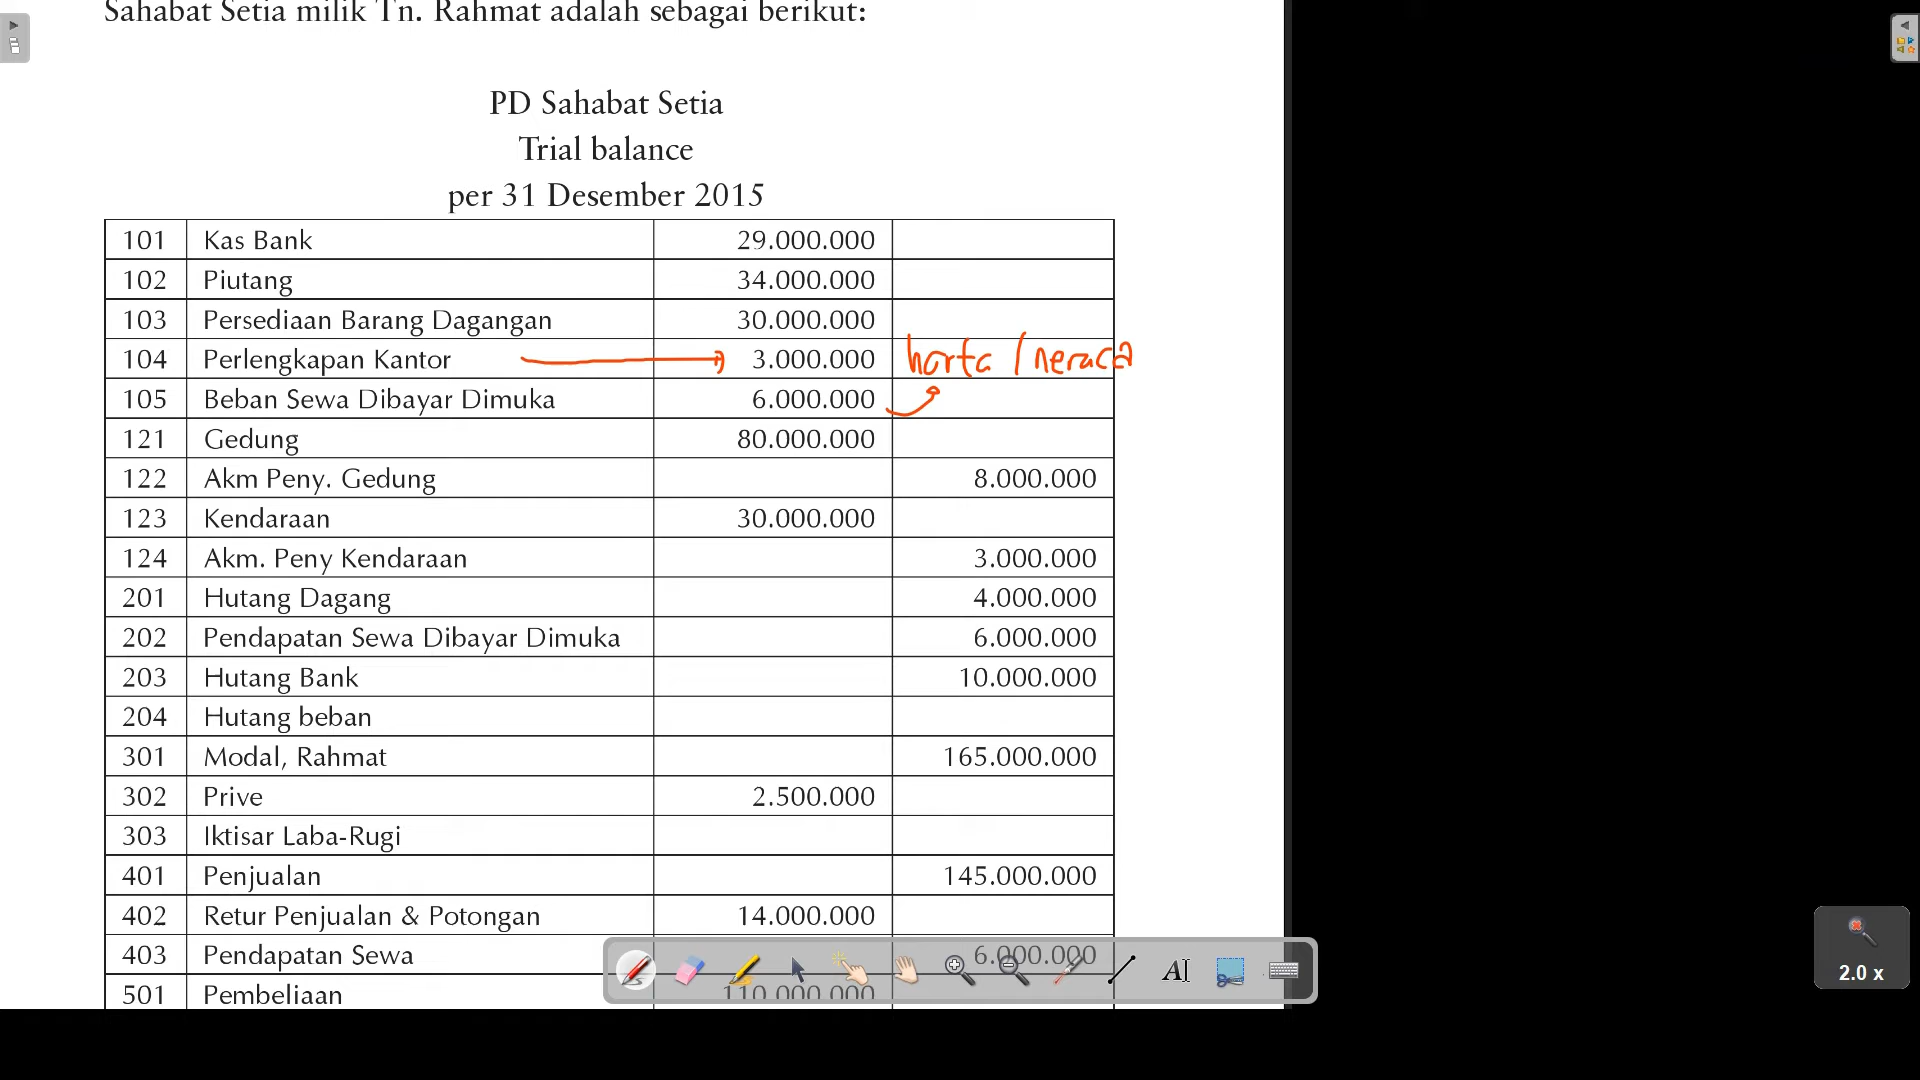 Sahabat Setia milik Tn. Rahmat adalah sebagai berikut:
PD Sahabat Setia
Trial balance
per 31 Desember 2015
101 Kas Bank 29.000.000
102 Piutang 34.000.000
103 Persediaan Barang Dagangan 30.000.000
104 Perlengkapan Kantor 3.000.000 harta / neraca
105 Beban Sewa Dibayar Dimuka 6.000.000
121 Gedung 80.000.000
122 Akm Peny. Gedung 8.000.000
123 Kendaraan 30.000.000
124 Akm. Peny Kendaraan 3.000.000
201 Hutang Dagang 4.000.000
202 Pendapatan Sewa Dibayar Dimuka 6.000.000
203 Hutang Bank 10.000.000
204 Hutang beban
301 Modal, Rahmat 165.000.000
302 Prive 2.500.000
303 Iktisar Laba-Rugi
401 Penjualan 145.000.000
402 Retur Penjualan & Potongan 14.000.000
403 Pendapatan Sewa 6.000.000
501 Pembeliaan 110.000.000
AI
2.0 x